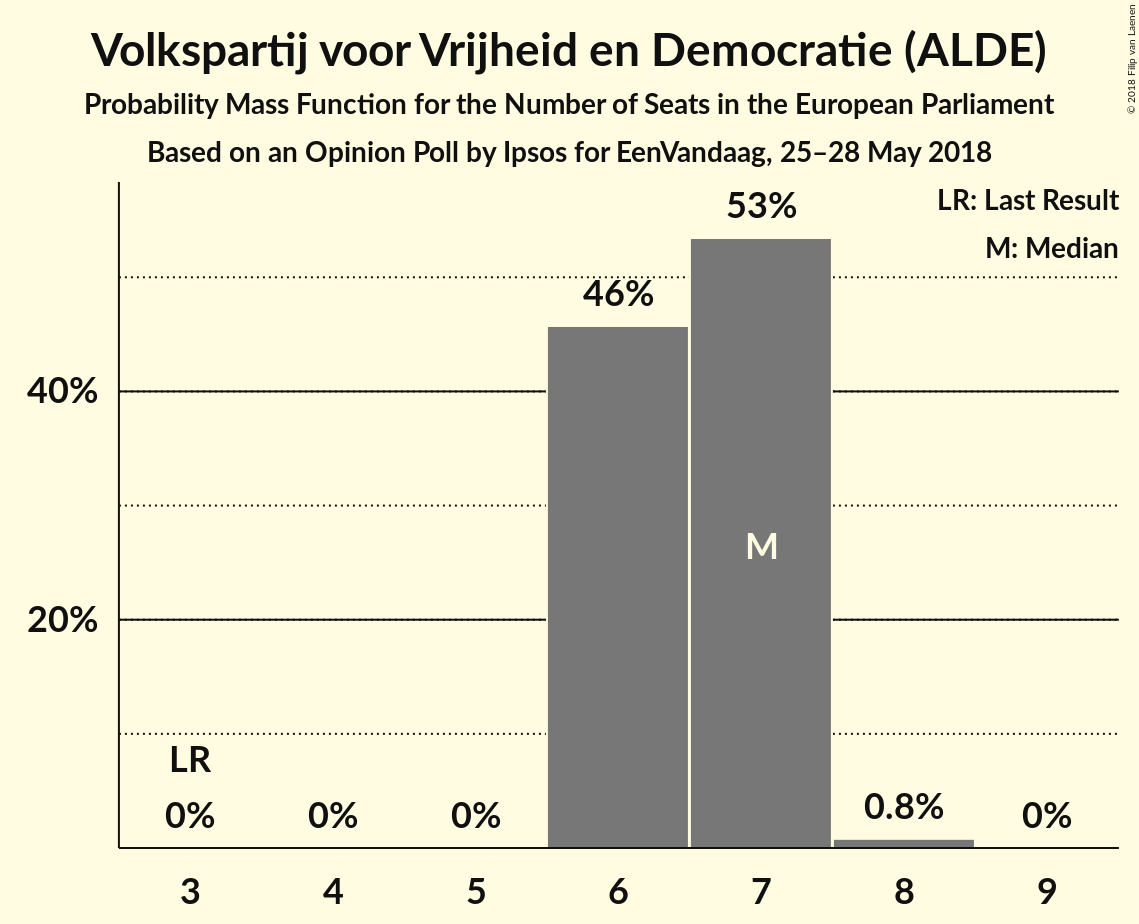 Volkspartij voor Vrijheid en Democratie (ALDE)
Probability Mass Function for the Number of Seats in the European Parliament
Based on an Opinion Poll by Ipsos for EenVandaag, 25–28 May 2018
© 2018 Filip van Laenen
LR: Last Result
M: Median
53%
46%
40%
M
20%
LR
0%
0%
0%
0.8%
0%
3
4
5
6
7
8
9